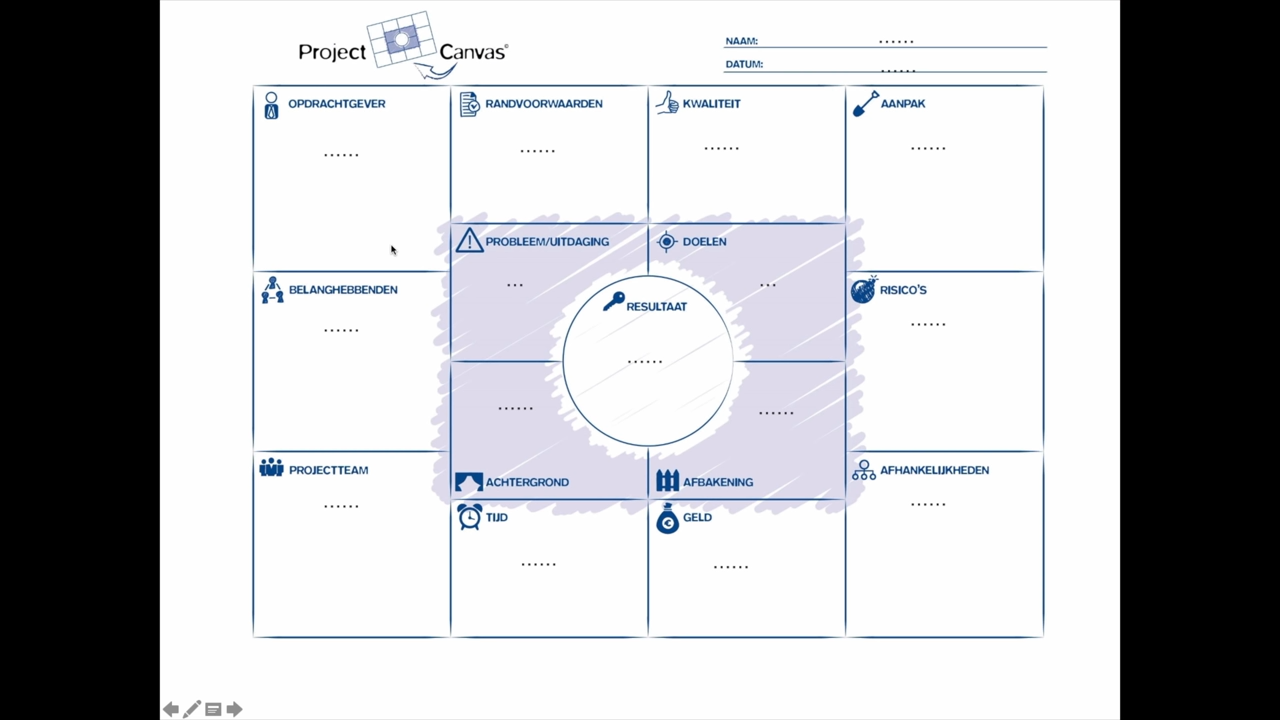 Project Canvas©
NAAM: ......
DATUM: ......
OPDRACHTGEVER
......
RANDVOORWAARDEN
......
KWALITEIT
......
AANPAK
......
PROBLEEM/UITDAGING
...
DOELEN
...
BELANGHEBBENDEN
......
RESULTAAT
......
RISICO'S
......
......
ACHTERGROND
......
AFBAKENING
PROJECTTEAM
......
AFHANKELIJKHEDEN
......
TIJD
......
GELD
......